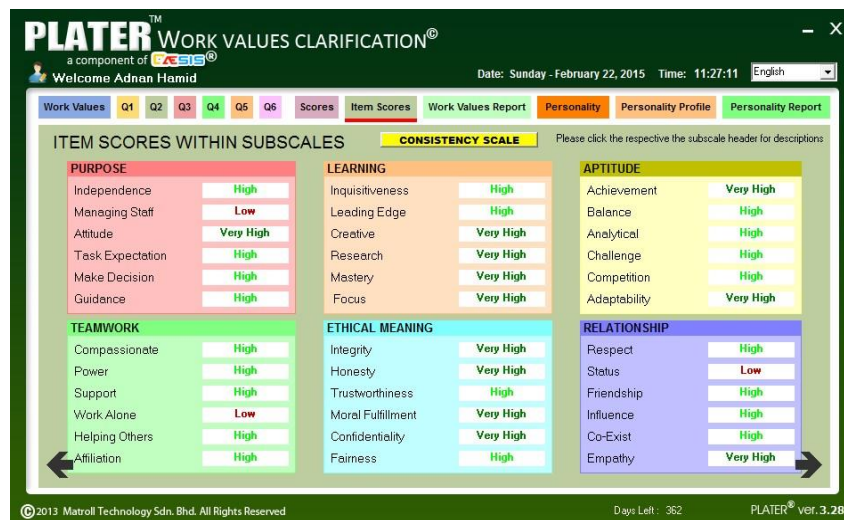 PLATER™ WORK VALUES CLARIFICATION©
a component of CÆSIS®
Welcome Adnan Hamid
Date: Sunday - February 22, 2015 Time: 11:27:11 English
Work Values Q1 Q2 Q3 Q4 Q5 Q6 Scores Item Scores Work Values Report Personality Personality Profile Personality Report
ITEM SCORES WITHIN SUBSCALES CONSISTENCY SCALE Please click the respective the subscale header for descriptions
PURPOSE
Independence High
Managing Staff Low
Attitude Very High
Task Expectation High
Make Decision High
Guidance High
LEARNING
Inquisitiveness High
Leading Edge High
Creative Very High
Research Very High
Mastery Very High
Focus Very High
APTITUDE
Achievement Very High
Balance High
Analytical High
Challenge High
Competition High
Adaptability Very High
TEAMWORK
Compassionate High
Power High
Support High
Work Alone Low
Helping Others High
Affiliation High
ETHICAL MEANING
Integrity Very High
Honesty Very High
Trustworthiness High
Moral Fulfillment Very High
Confidentiality Very High
Fairness High
RELATIONSHIP
Respect High
Status Low
Friendship High
Influence High
Co-Exist High
Empathy Very High
© 2013 Matroll Technology Sdn. Bhd. All Rights Reserved Days Left : 362 PLATER® ver.3.28